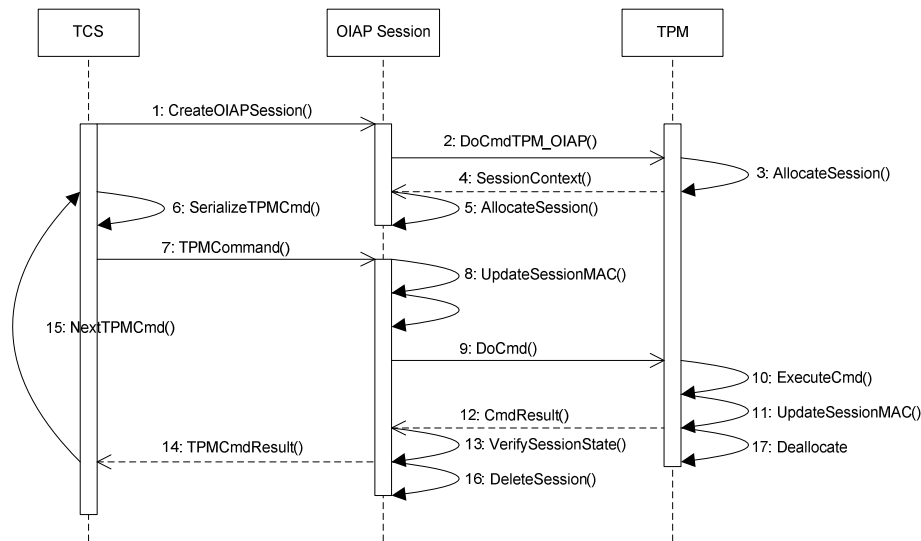 TCS
OIAP Session
TPM
1: CreateOIAPSession()
2: DoCmdTPM_OIAP()
3: AllocateSession()
4: SessionContext()
5: AllocateSession()
6: SerializeTPMCmd()
7: TPMCommand()
8: UpdateSessionMAC()
15: NextTPMCmd()
9: DoCmd()
10: ExecuteCmd()
11: UpdateSessionMAC()
12: CmdResult()
13: VerifySessionState()
14: TPMCmdResult()
17: Deallocate
16: DeleteSession()